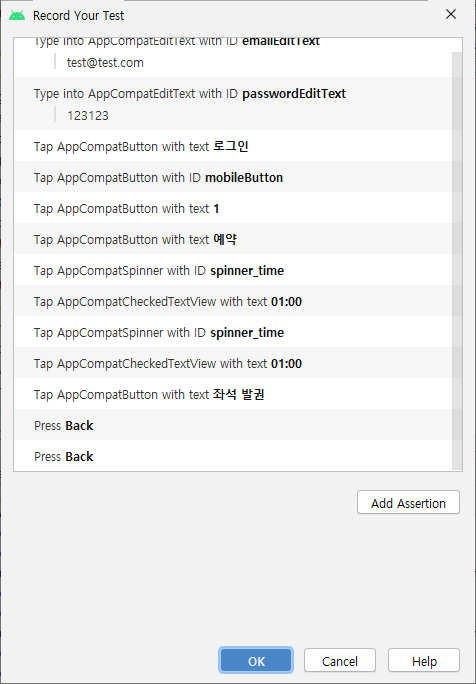 Record Your Test
Type into AppCompatEditText with ID emailEditText
test@test.com
Type into AppCompatEditText with ID passwordEditText
123123
Tap AppCompatButton with text 로그인
Tap AppCompatButton with ID mobileButton
Tap AppCompatButton with text 1
Tap AppCompatButton with text 예약
Tap AppCompatSpinner with ID spinner_time
Tap AppCompatCheckedTextView with text 01:00
Tap AppCompatSpinner with ID spinner_time
Tap AppCompatCheckedTextView with text 01:00
Tap AppCompatButton with text 좌석 발권
Press Back
Press Back
Add Assertion
OK Cancel Help